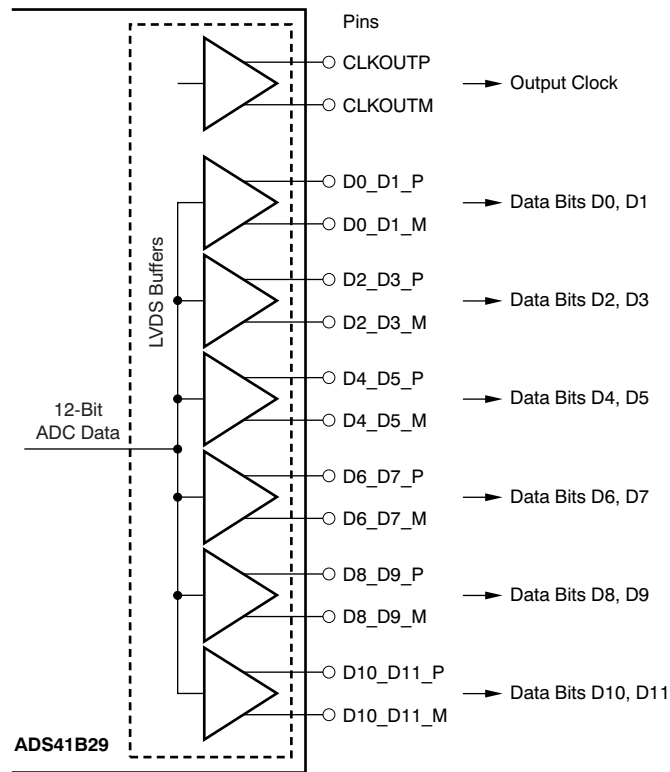 Pins
CLKOUTP
CLKOUTM
Output Clock
D0_D1_P
D0_D1_M
Data Bits D0, D1
LVDS Buffers
D2_D3_P
D2_D3_M
Data Bits D2, D3
D4_D5_P
D4_D5_M
Data Bits D4, D5
12-Bit
ADC Data
D6_D7_P
D6_D7_M
Data Bits D6, D7
D8_D9_P
D8_D9_M
Data Bits D8, D9
D10_D11_P
D10_D11_M
Data Bits D10, D11
ADS41B29